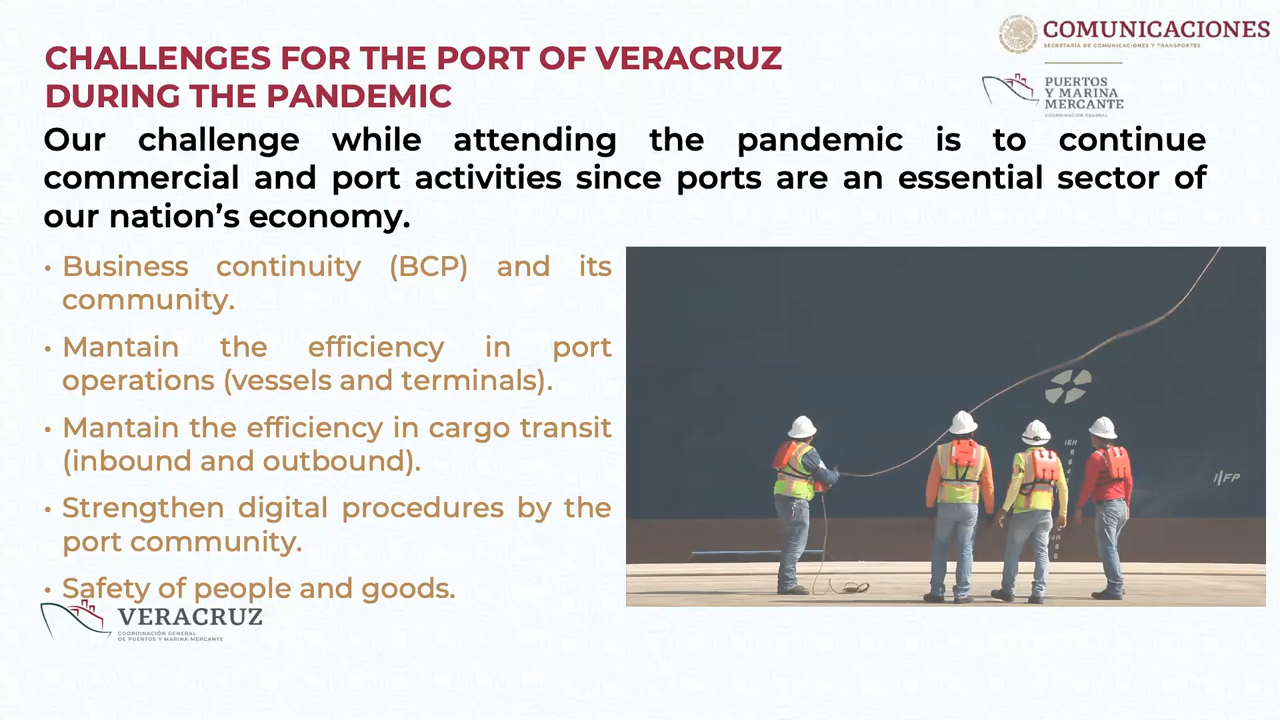 COMUNICACIONES
SECRETARÍA DE COMUNICACIONES Y TRANSPORTES
PUERTOS
Y MARINA
MERCANTE
COORDINACIÓN GENERAL
CHALLENGES FOR THE PORT OF VERACRUZ
DURING THE PANDEMIC
Our challenge while attending the pandemic is to continue
commercial and port activities since ports are an essential sector of
our nation's economy.
• Business continuity (BCP) and its
community.
• Mantain the efficiency in port
operations (vessels and terminals).
• Mantain the efficiency in cargo transit
(inbound and outbound).
• Strengthen digital procedures by the
port community.
• Safety of people and goods.
VERACRUZ
COORDINACIÓN GENERAL
DE PUERTOS Y MARINA MERCANTE